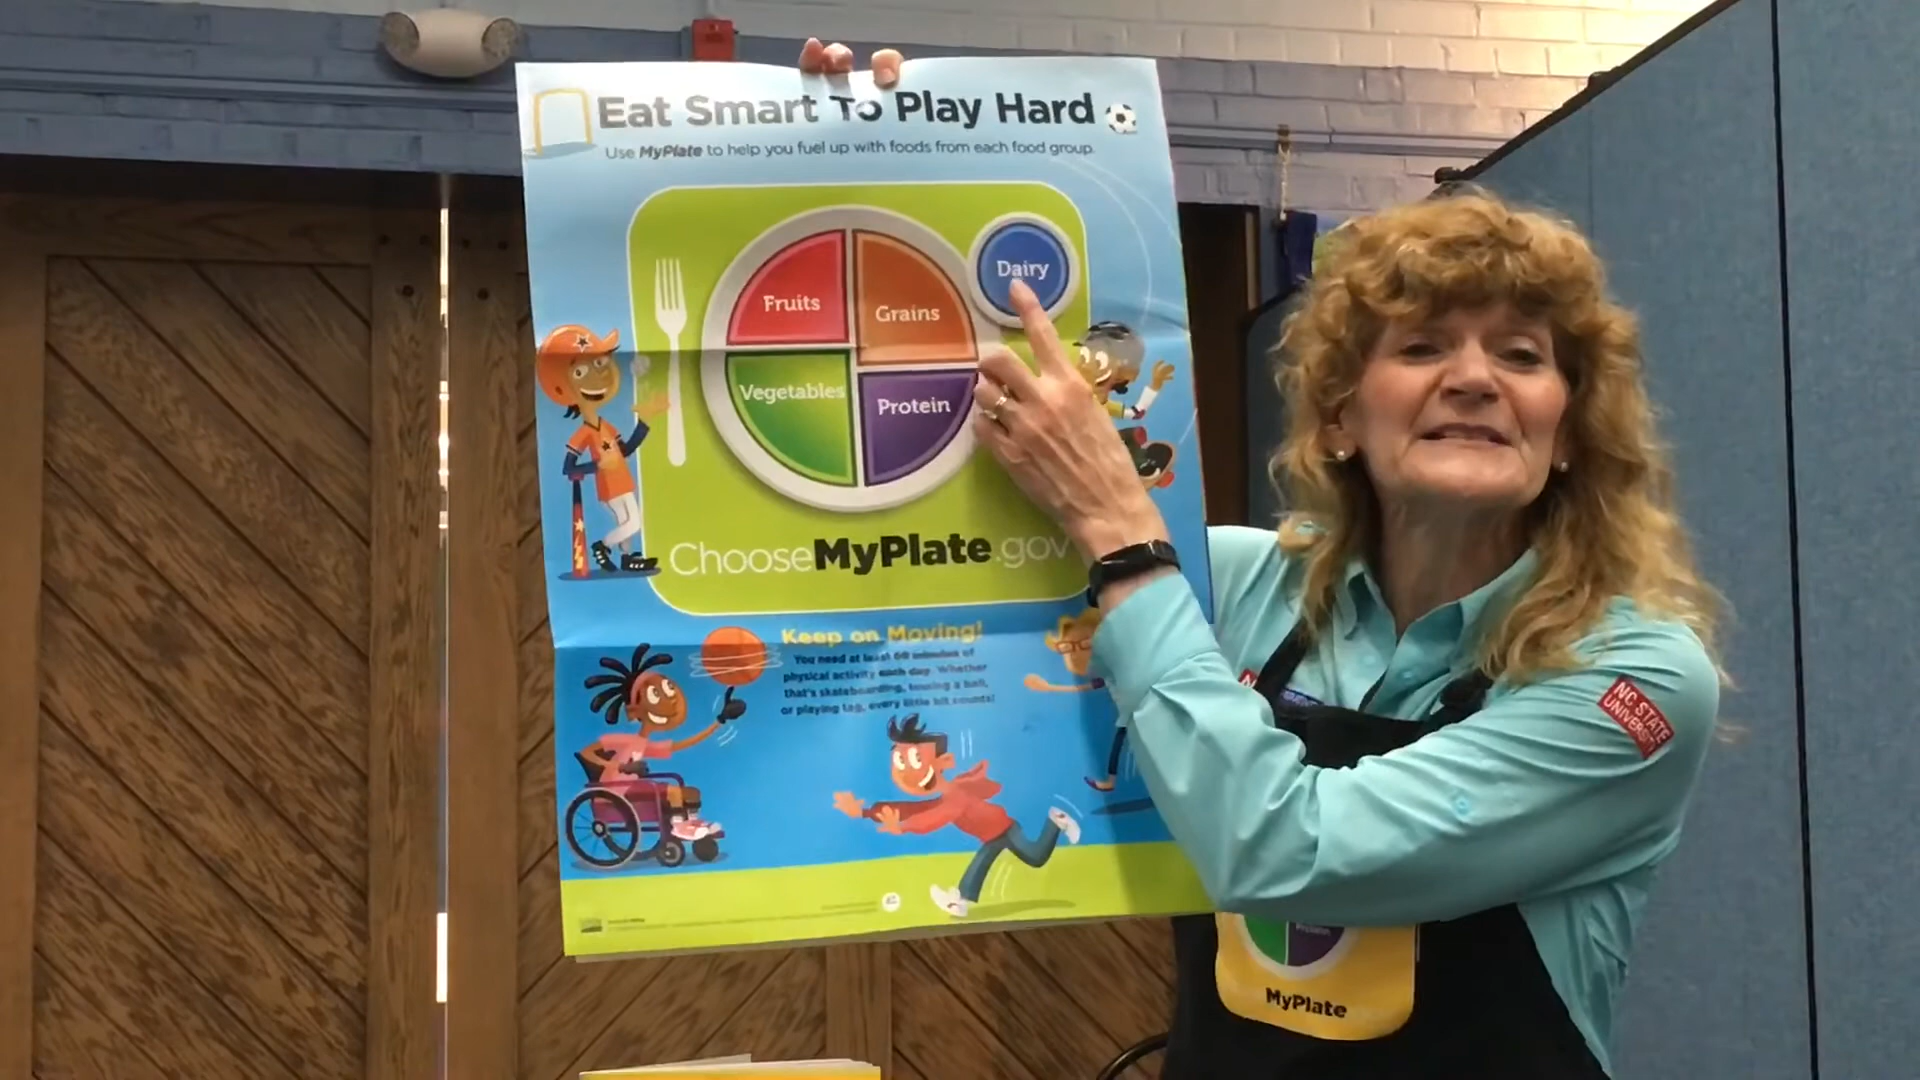 Eat Smart To Play Hard
Use MyPlate to help you fuel up with foods from each food group.
Dairy
Fruits
Grains
Vegetables
Protein
ChooseMyPlate.gov
Keep on Moving!
You need at least 60 minutes of
physical activity each day. Whether
that's skateboarding, tossing a ball,
or playing tag, every little bit counts!
NC STATE
UNIVERSITY
Protein
MyPlate